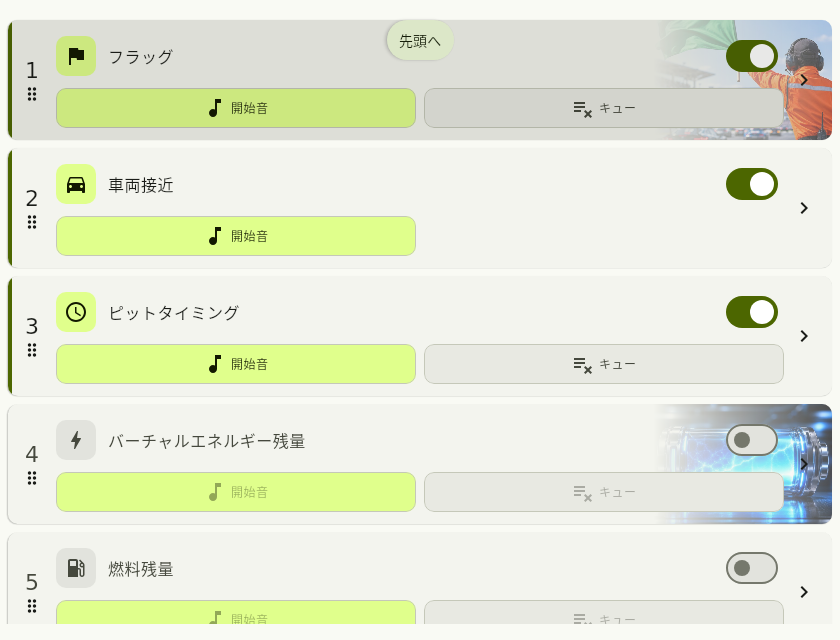 先頭へ
1
フラッグ
開始音
キュー
2
車両接近
開始音
3
ピットタイミング
開始音
キュー
4
バーチャルエネルギー残量
開始音
キュー
5
燃料残量
開始音
キュー